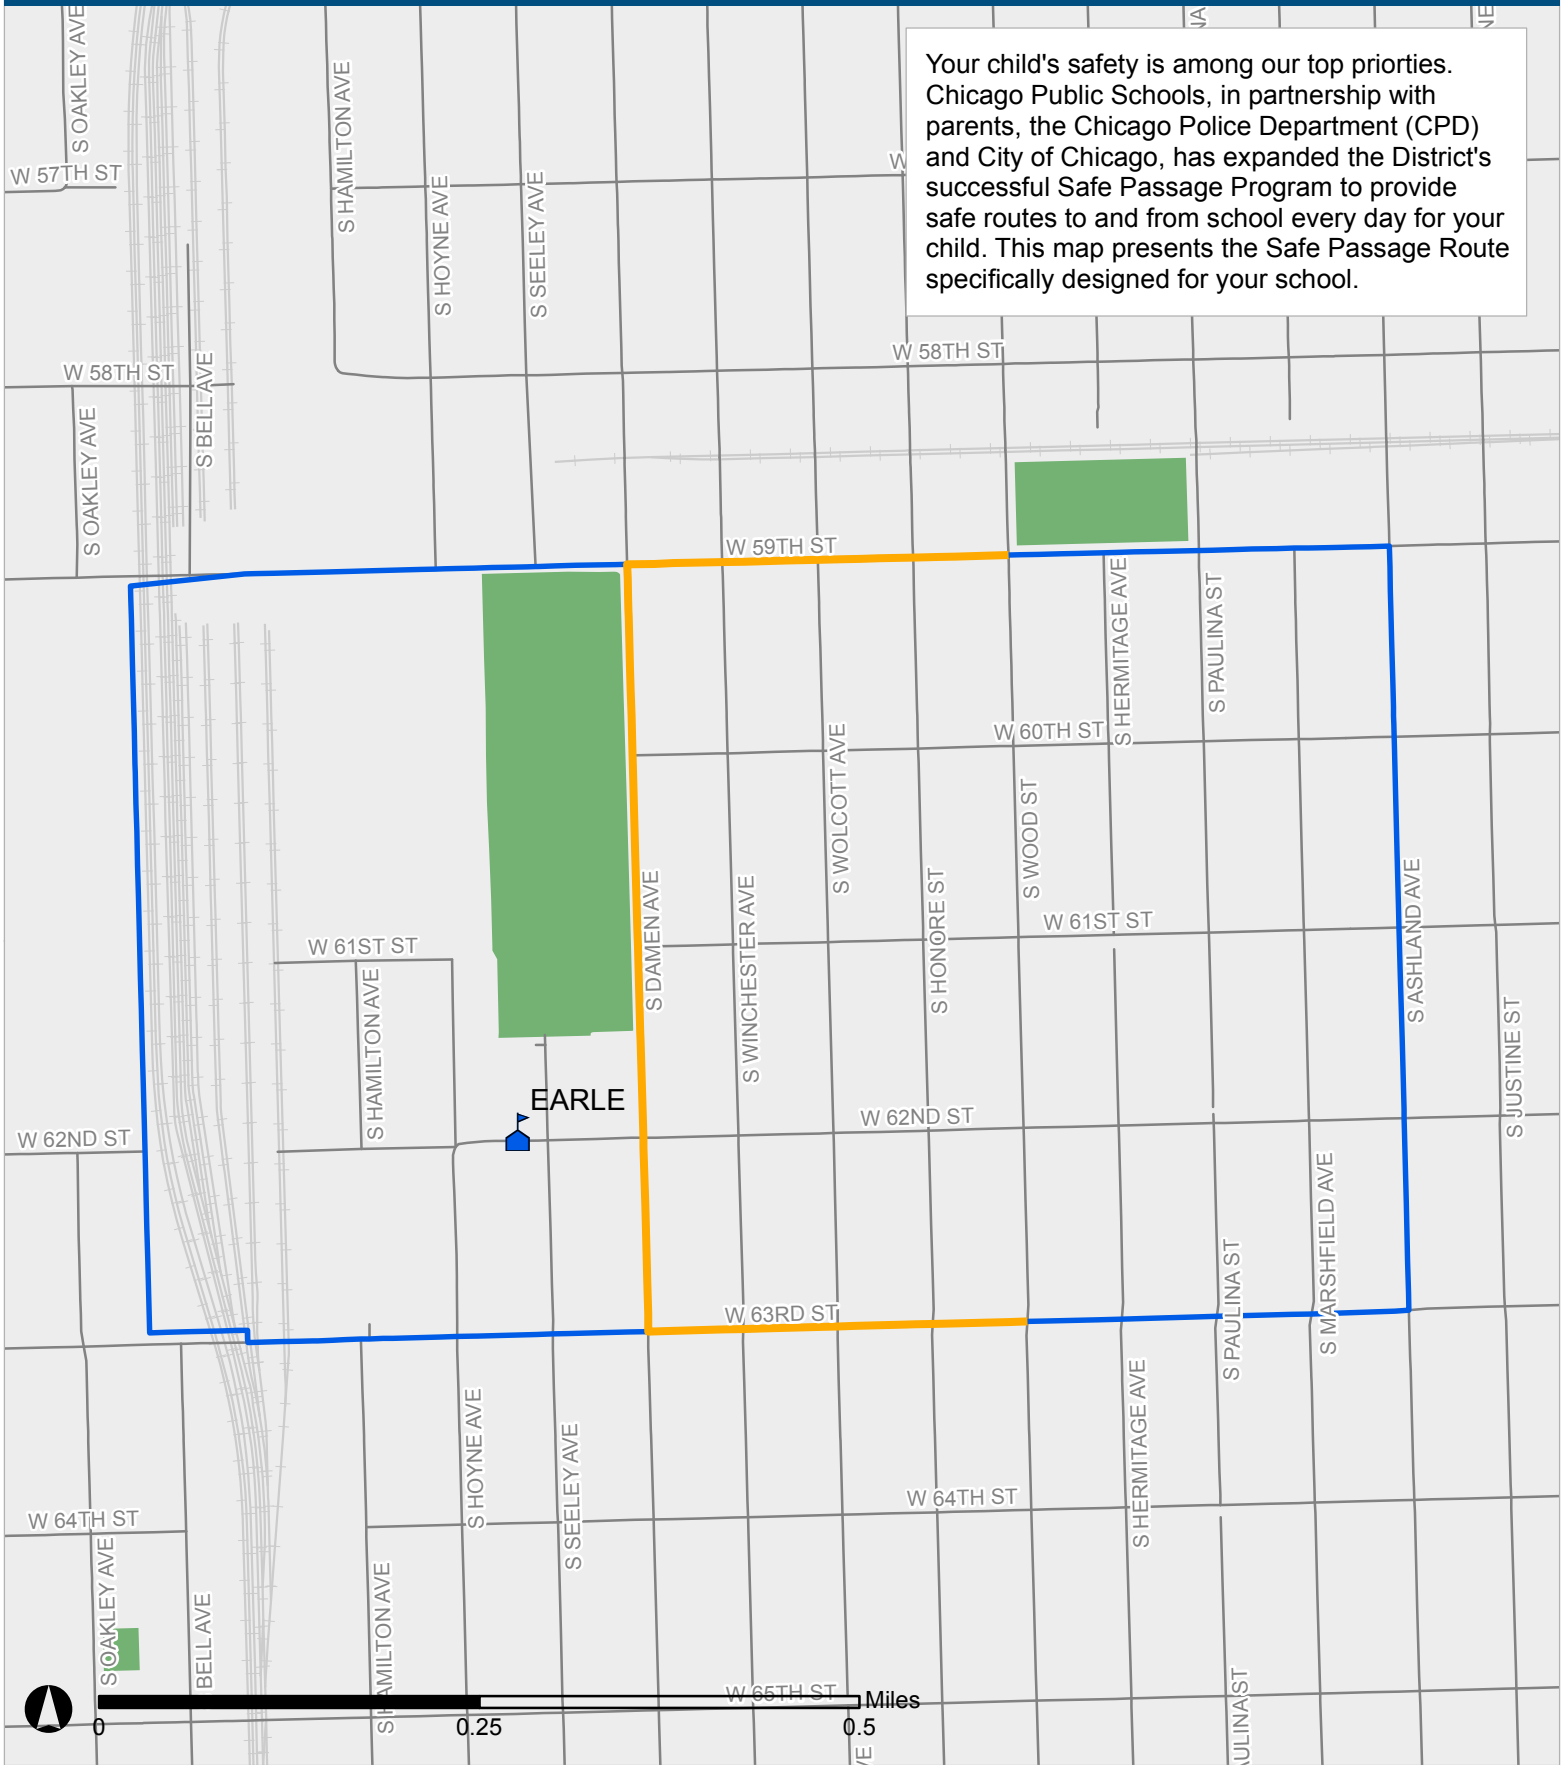 S OAKLEY AVE
W 57TH ST
S HAMILTON AVE
S HOYNE AVE
S SEELEY AVE
Your child's safety is among our top priorties.
Chicago Public Schools, in partnership with
parents, the Chicago Police Department (CPD)
and City of Chicago, has expanded the District's
successful Safe Passage Program to provide
safe routes to and from school every day for your
child. This map presents the Safe Passage Route
specifically designed for your school.
W 58TH ST
W 58TH ST
S BELL AVE
S OAKLEY AVE
W 59TH ST
S HERMITAGE AVE
S PAULINA ST
W 60TH ST
S WOLCOTT AVE
S WOOD ST
S DAMEN AVE
S WINCHESTER AVE
S HONORE ST
S ASHLAND AVE
W 61ST ST
W 61ST ST
S HAMILTON AVE
S JUSTINE ST
EARLE
W 62ND ST
W 62ND ST
S MARSHFIELD AVE
S PAULINA ST
W 63RD ST
S HOYNE AVE
S SEELEY AVE
S HERMITAGE AVE
W 64TH ST
W 64TH ST
S OAKLEY AVE
BELL AVE
S HAMILTON AVE
W 65TH ST
Miles
0
0.25
0.5